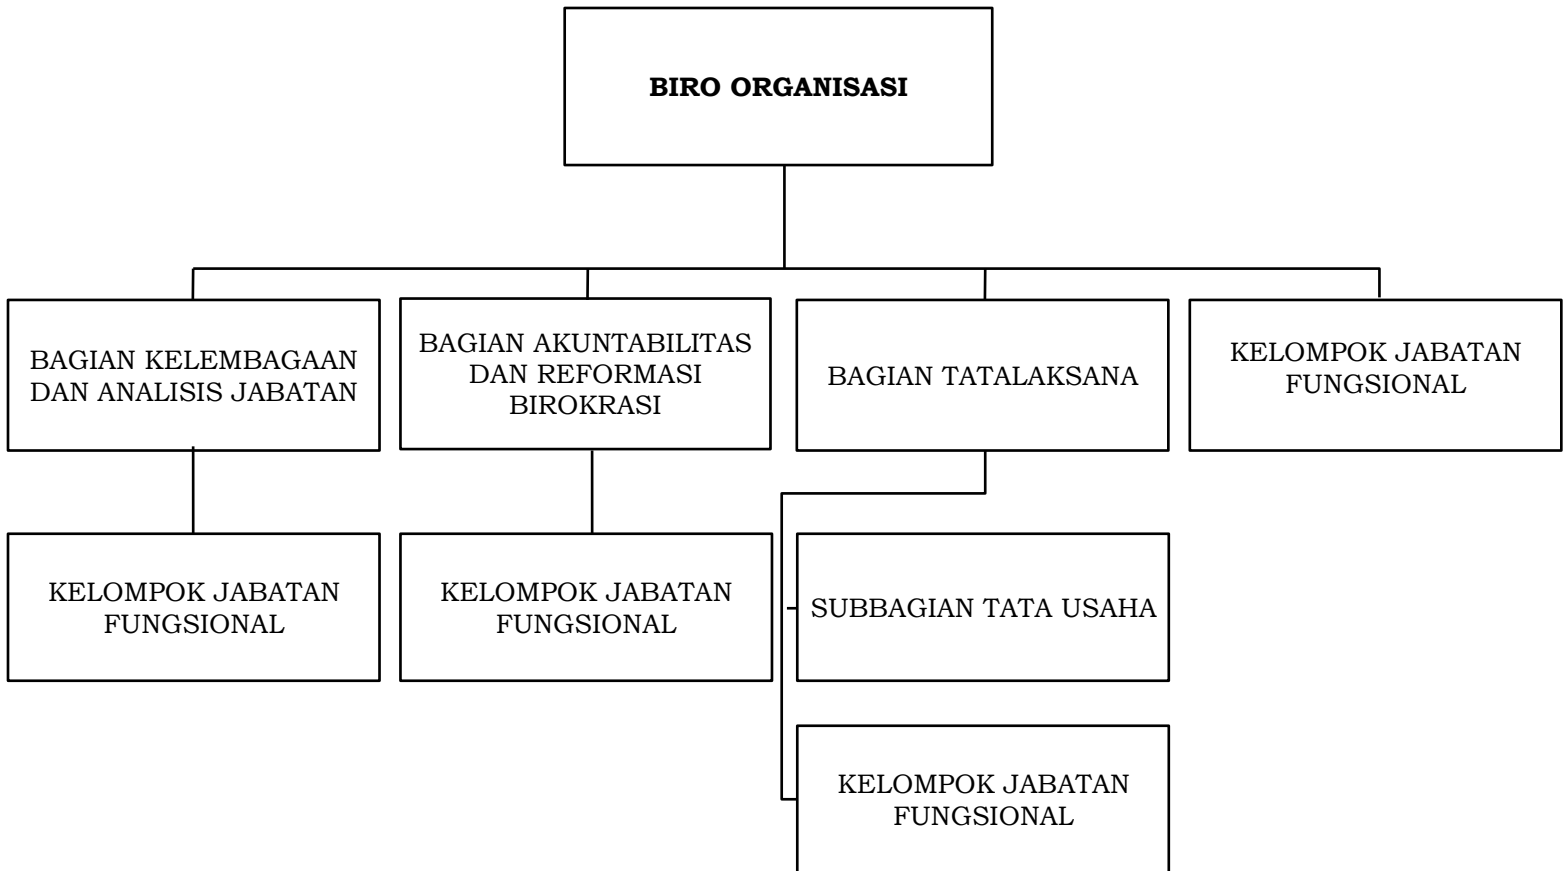 BIRO ORGANISASI
BAGIAN KELEMBAGAAN
DAN ANALISIS JABATAN
BAGIAN AKUNTABILITAS
DAN REFORMASI
BIROKRASI
BAGIAN TATALAKSANA
KELOMPOK JABATAN
FUNGSIONAL
KELOMPOK JABATAN
FUNGSIONAL
KELOMPOK JABATAN
FUNGSIONAL
SUBBAGIAN TATA USAHA
KELOMPOK JABATAN
FUNGSIONAL